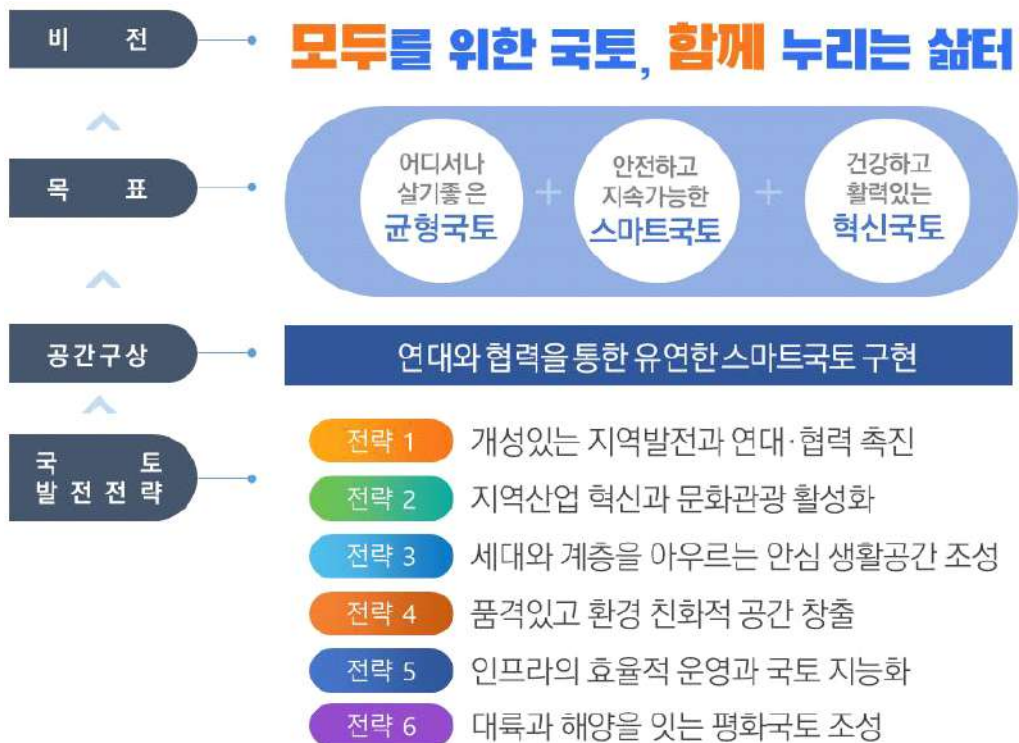 비 전
모두를 위한 국토, 함께 누리는 삶터
목 표
어디서나
살기좋은
균형국토
+
안전하고
지속가능한
스마트국토
+
건강하고
활력있는
혁신국토
공간구상
연대와 협력을 통한 유연한 스마트국토 구현
국 토
발전전략
전략 1 개성있는 지역발전과 연대·협력 촉진
전략 2 지역산업 혁신과 문화관광 활성화
전략 3 세대와 계층을 아우르는 안심 생활공간 조성
전략 4 품격있고 환경 친화적 공간 창출
전략 5 인프라의 효율적 운영과 국토 지능화
전략 6 대륙과 해양을 잇는 평화국토 조성